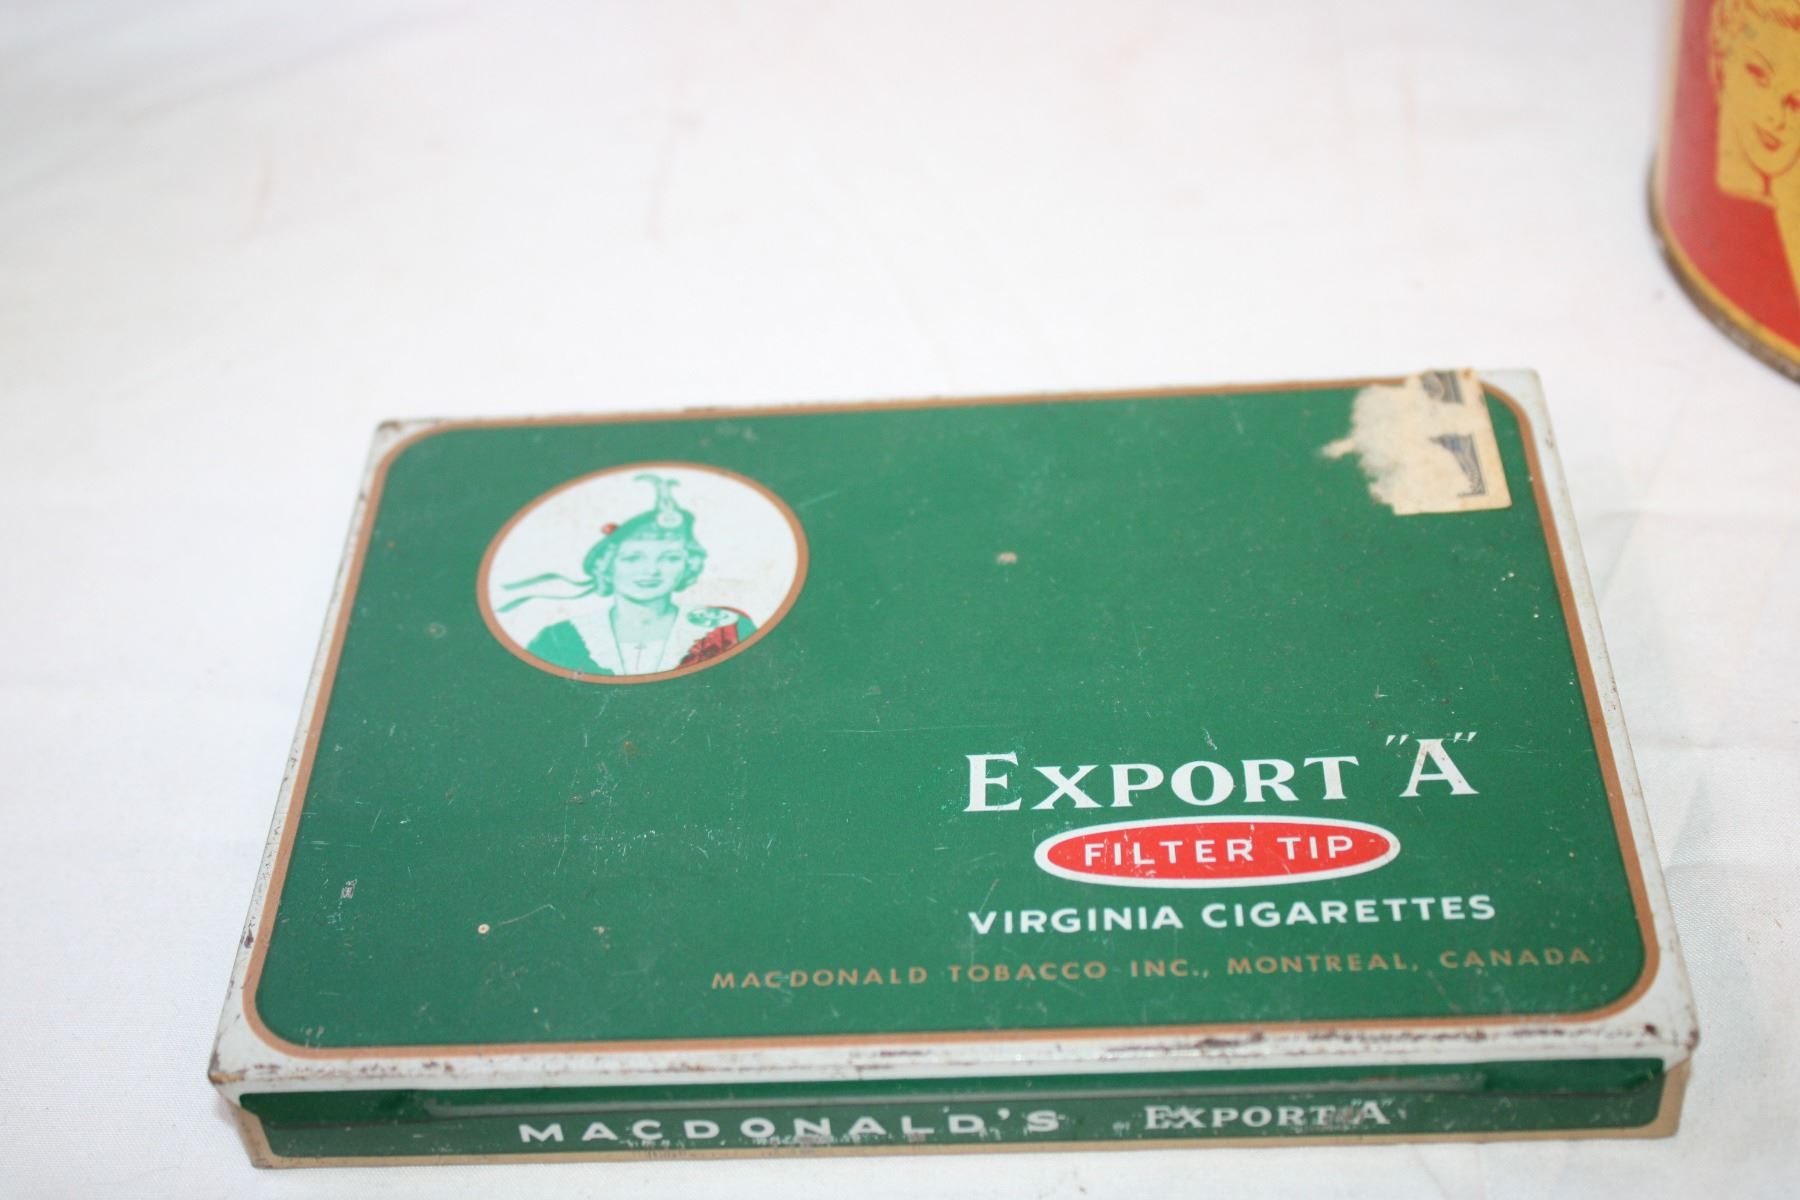 EXPORT "A"
FILTER TIP
VIRGINIA CIGARETTES
MACDONALD TOBACCO INC., MONTREAL, CANADA
MACDONALD'S EXPORT "A"